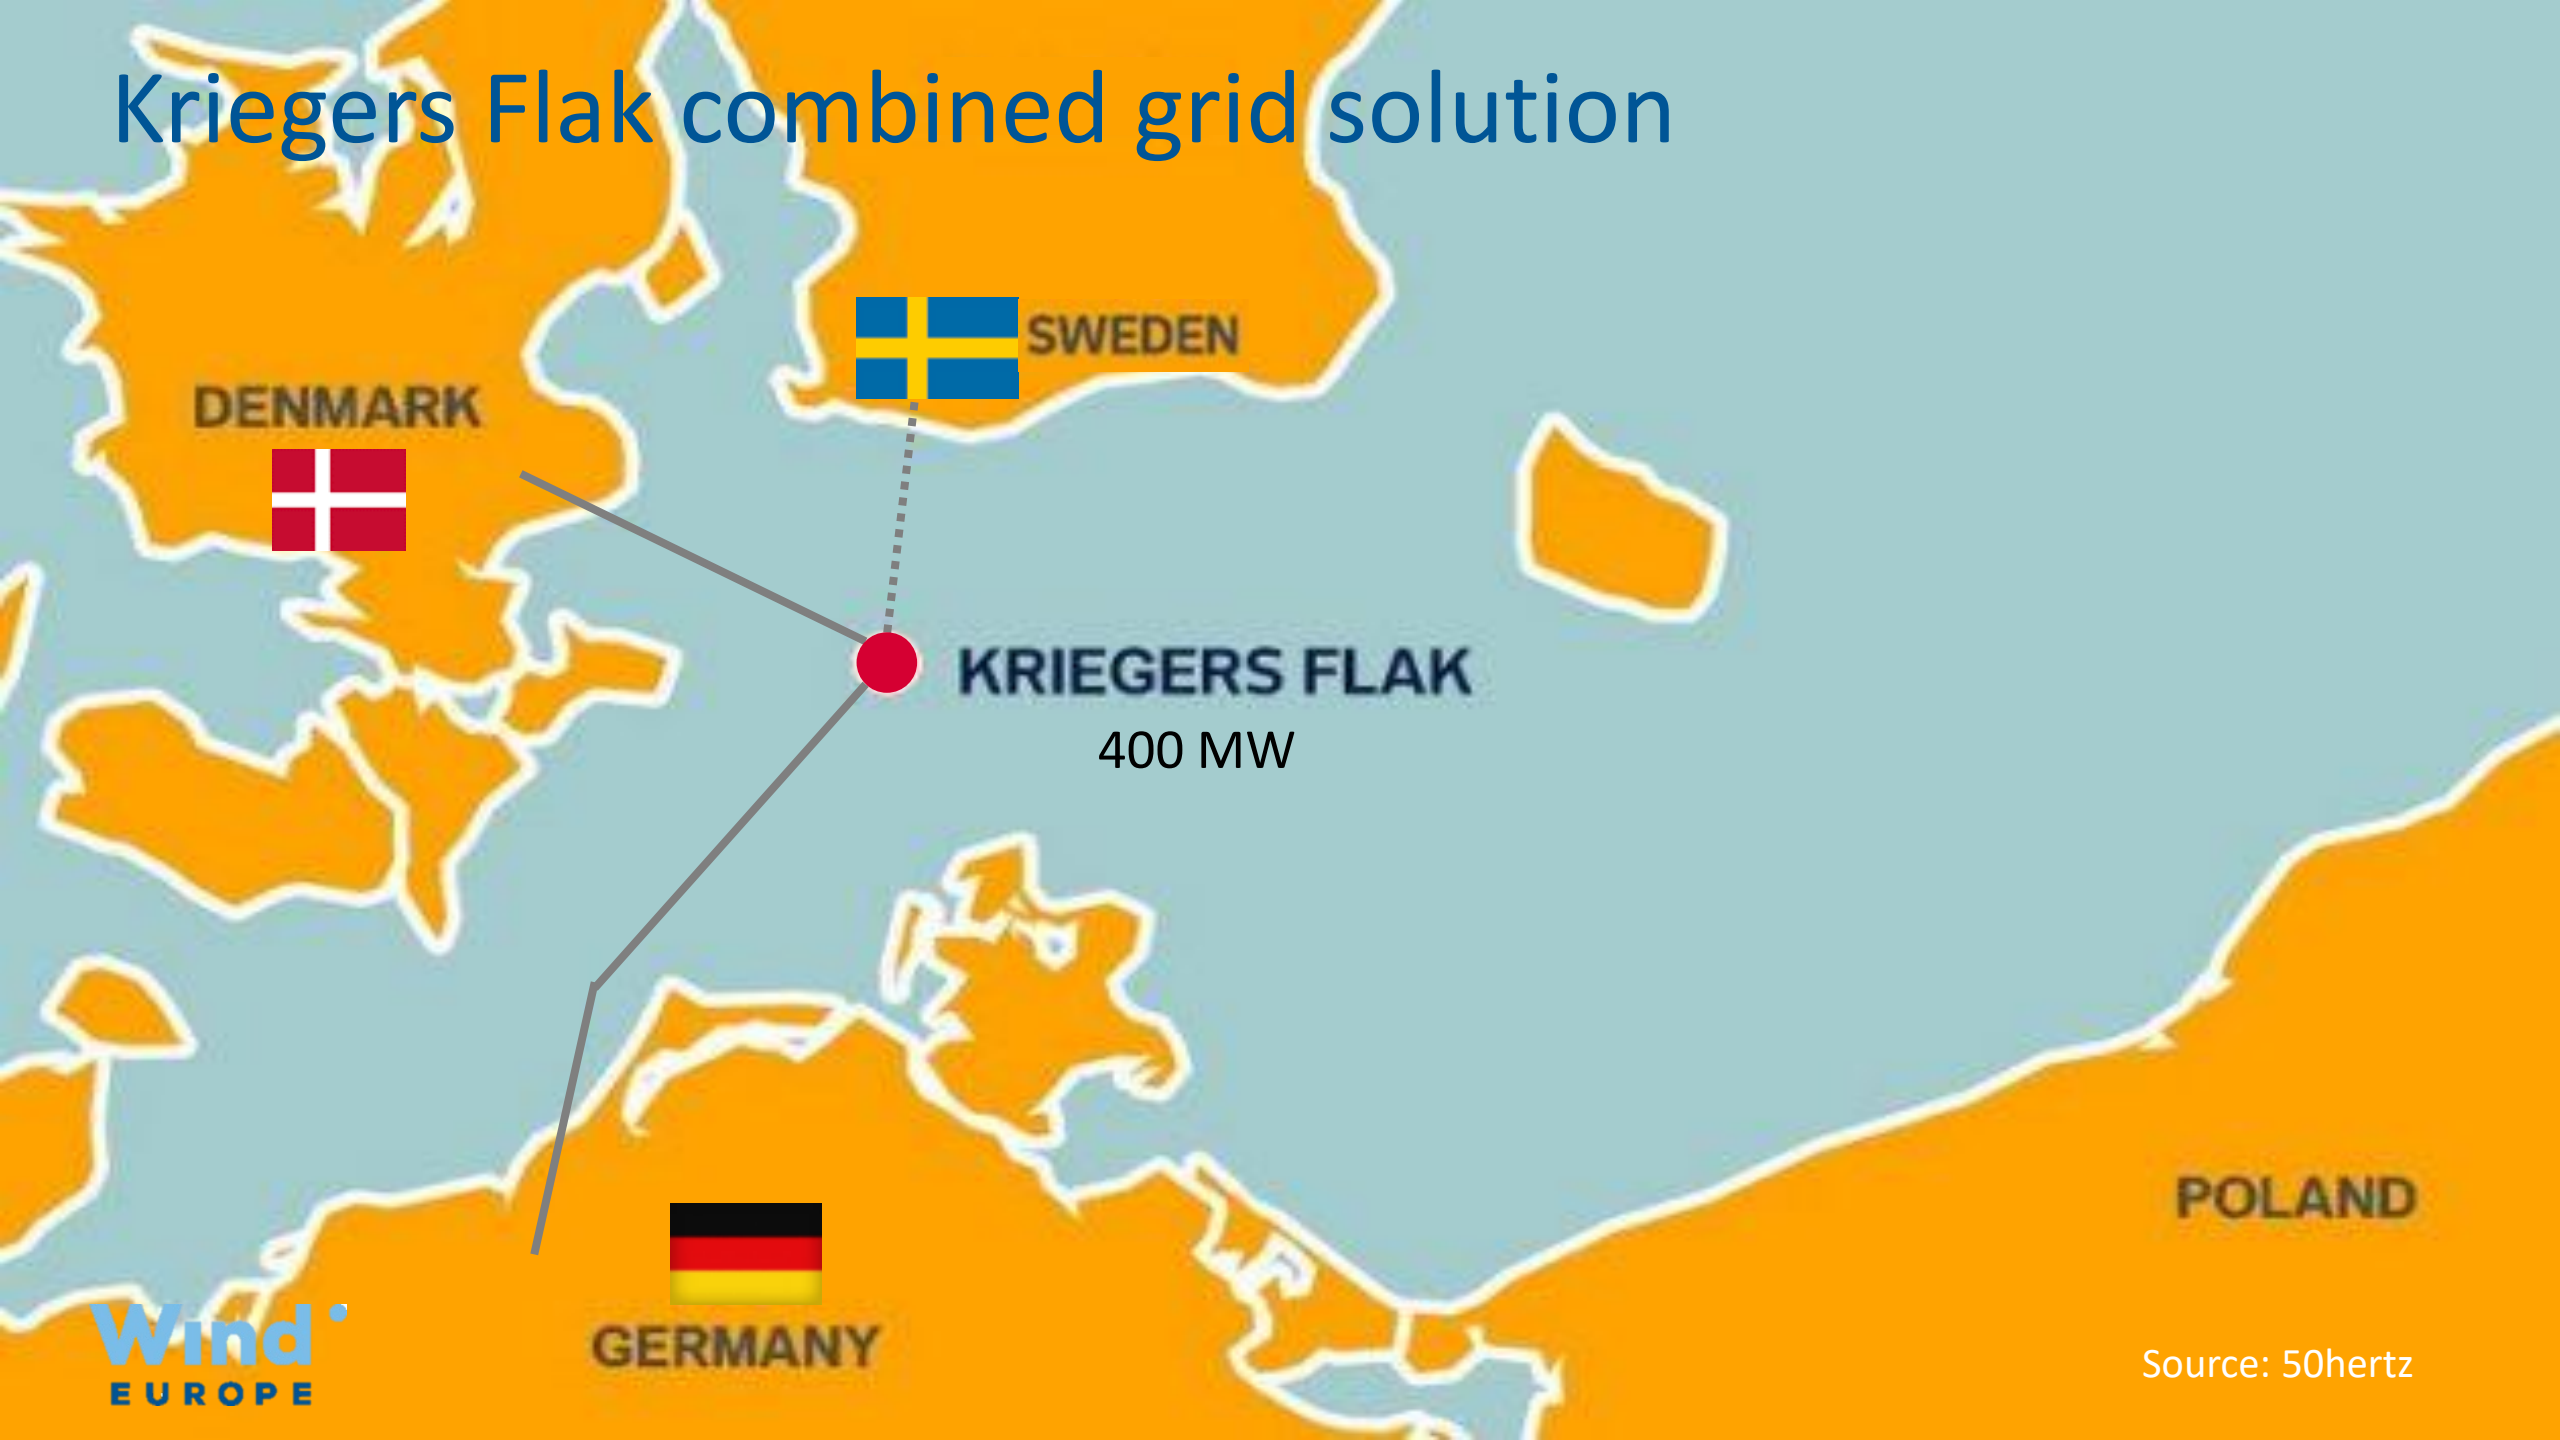 Kriegers Flak combined grid solution
SWEDEN
DENMARK
KRIEGERS FLAK
400 MW
POLAND
GERMANY
Source: 50hertz
Wind
EUROPE